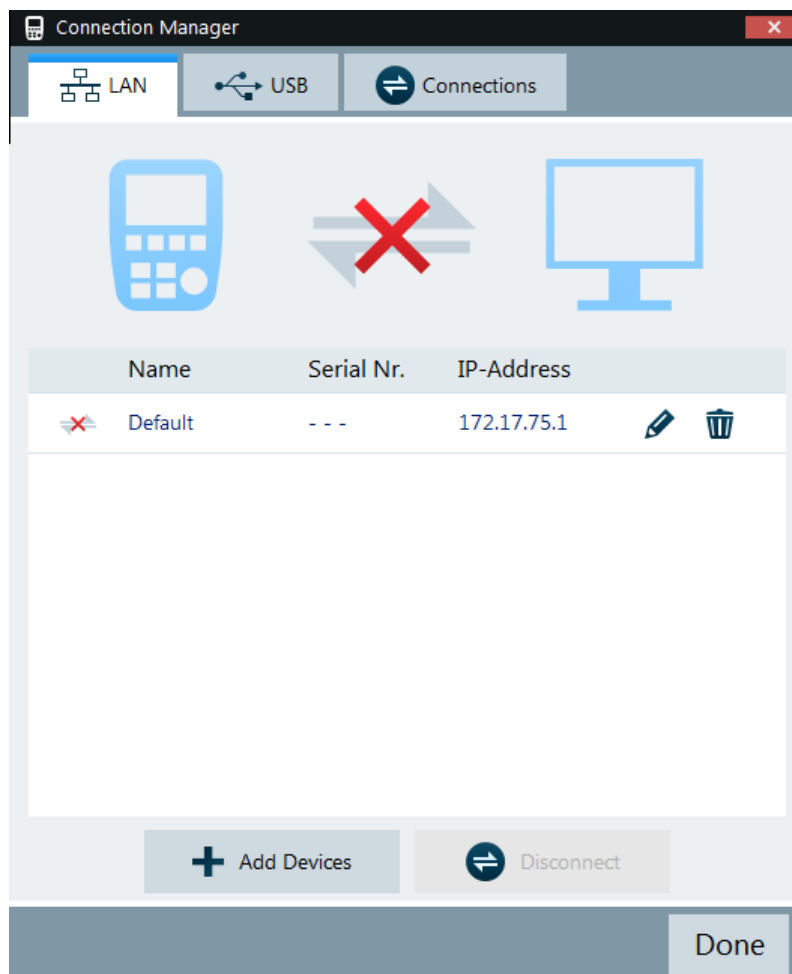 Connection Manager
LAN
USB
Connections
Name Serial Nr. IP-Address
Default - - - 172.17.75.1
Add Devices
Disconnect
Done